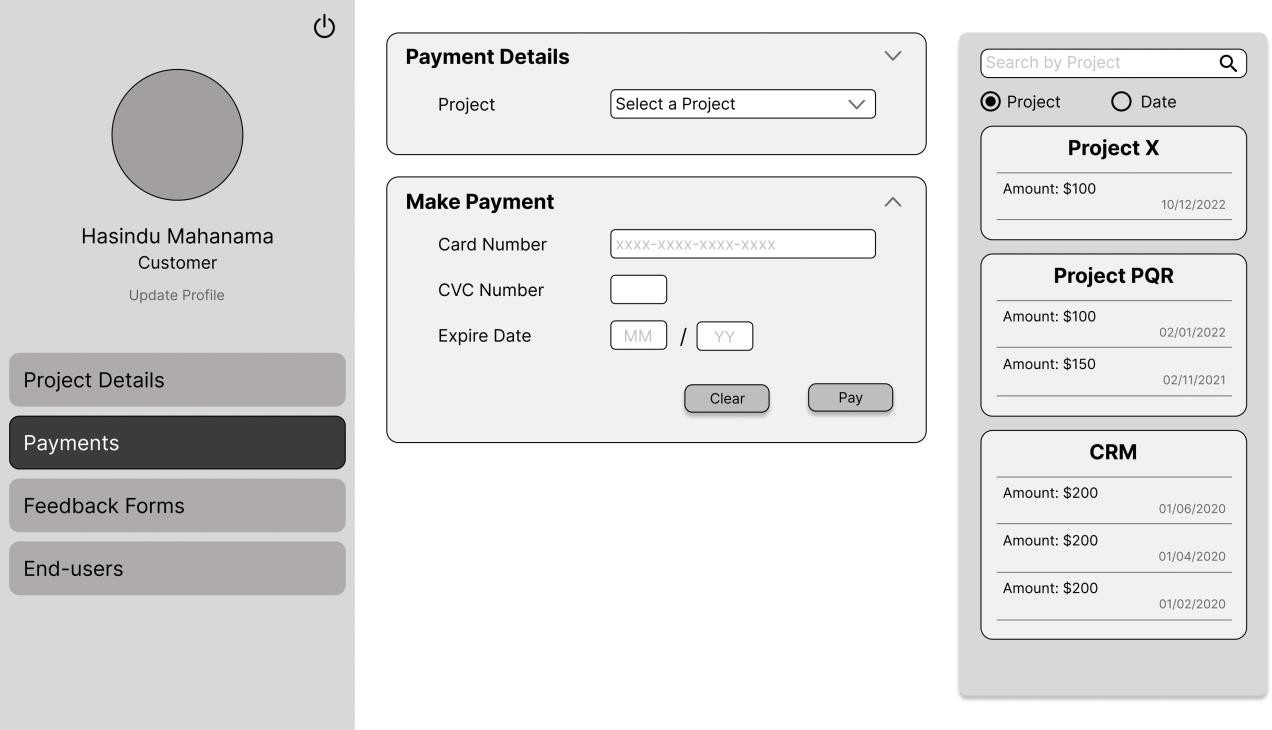 Hasindu Mahanama
Customer
Update Profile
Project Details
Payments
Feedback Forms
End-users
Payment Details
Project
Select a Project
Make Payment
Card Number
xxxx-xxxx-xxxx-xxxx
CVC Number
Expire Date
MM / YY
Clear
Pay
Search by Project
Project
Date
Project X
Amount: $100
10/12/2022
Project PQR
Amount: $100
02/01/2022
Amount: $150
02/11/2021
CRM
Amount: $200
01/06/2020
Amount: $200
01/04/2020
Amount: $200
01/02/2020